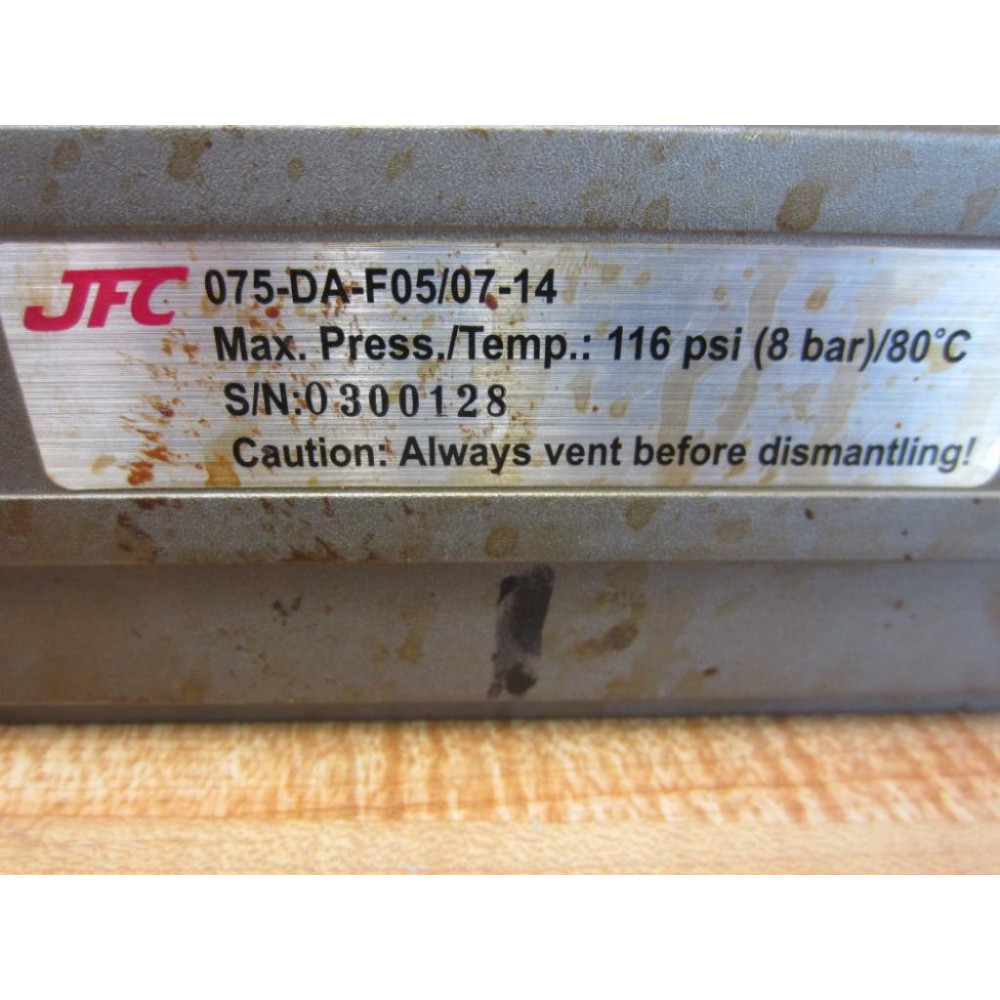 JFC 075-DA-F05/07-14
Max. Press./Temp.: 116 psi (8 bar)/80°C
S/N:0300128
Caution: Always vent before dismantling!